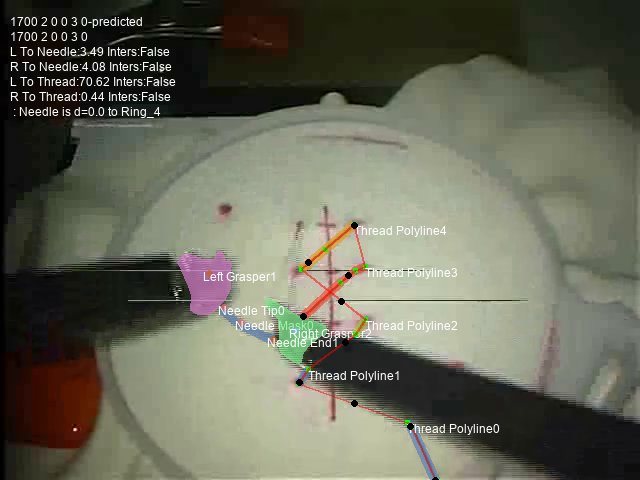 1700 2 0 0 3 0-predicted
1700 2 0 0 3 0
L To Needle:3.49 Inters:False
R To Needle:4.08 Inters:False
L To Thread:70.62 Inters:False
R To Thread:0.44 Inters:False
: Needle is d=0.0 to Ring_4
Thread Polyline4
Thread Polyline3
Left Grasper1
Needle Tip0
Needle Mask0
Thread Polyline2
Right Grasper2
Needle End1
Thread Polyline1
Thread Polyline0